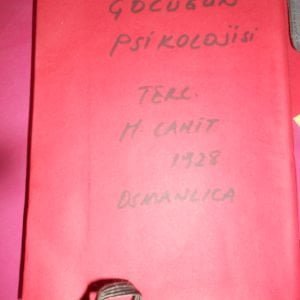 ÇOCUĞUN
PSİKOLOJİSİ
TERC.
H. CAHİT
1928
OSMANLICA